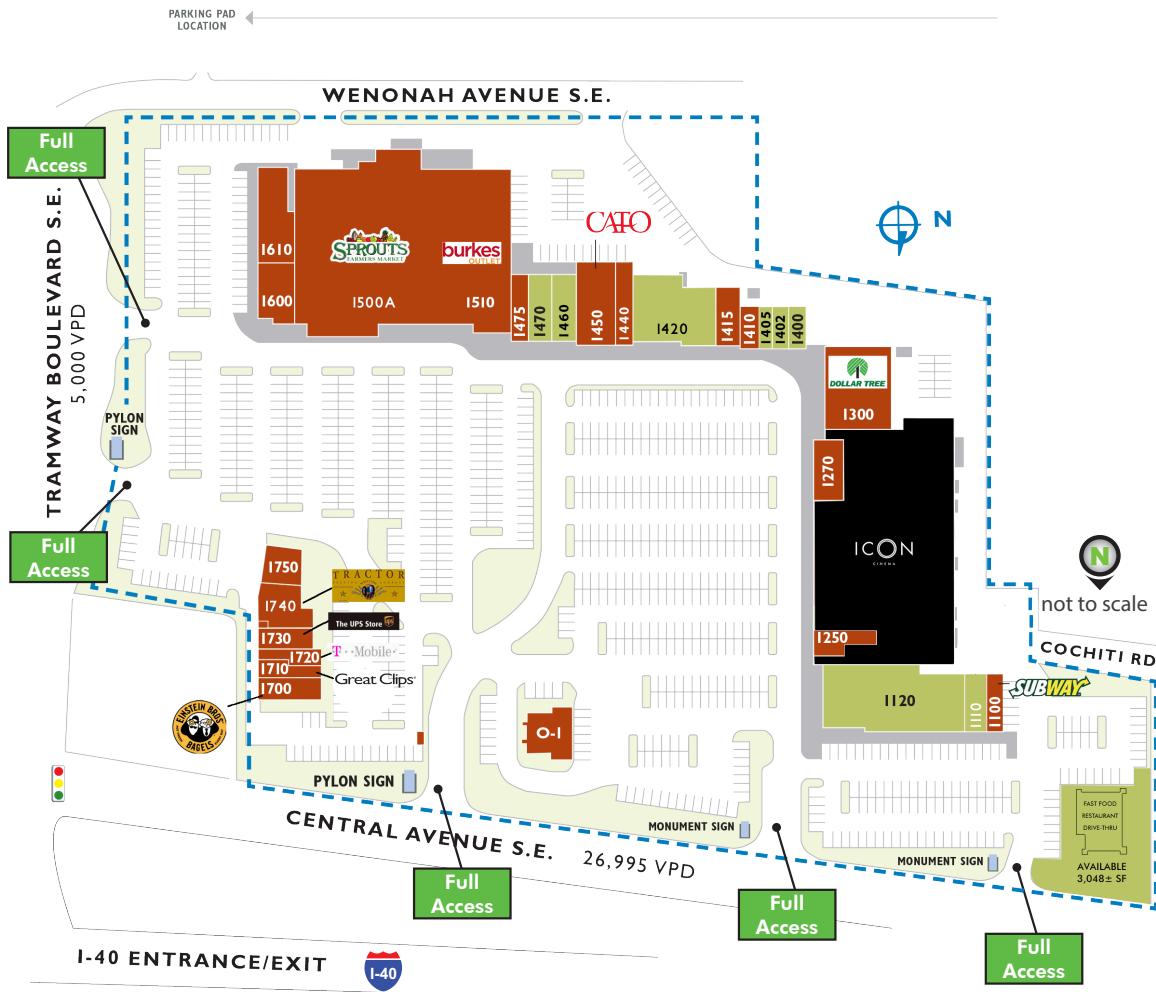 PARKING PAD
LOCATION
WENONAH AVENUE S.E.
Full
Access
TRAMWAY BOULEVARD S.E.
5,000 VPD
N
CATO
1610
1600
SPROUTS
FARMERS MARKET
burkes
OUTLET
1500A
1510
1475
1470
1460
1450
1440
1420
1415
1410
1405
1402
1400
DOLLAR TREE
1300
PYLON
SIGN
1270
Full
Access
ICON
CINEMA
N
not to scale
1750
TRACTOR
1740
The UPS Store
ups
1730
1720
T··Mobile·
1710
Great Clips
1700
1250
COCHITI RD
SUBWAY
1120
1110
1100
EINSTEIN BROS
BAGELS
O-1
PYLON SIGN
MONUMENT SIGN
MONUMENT SIGN
FAST FOOD
RESTAURANT
DRIVE-THRU
AVAILABLE
3,048± SF
CENTRAL AVENUE S.E.
26,995 VPD
Full
Access
Full
Access
Full
Access
I-40 ENTRANCE/EXIT
I-40